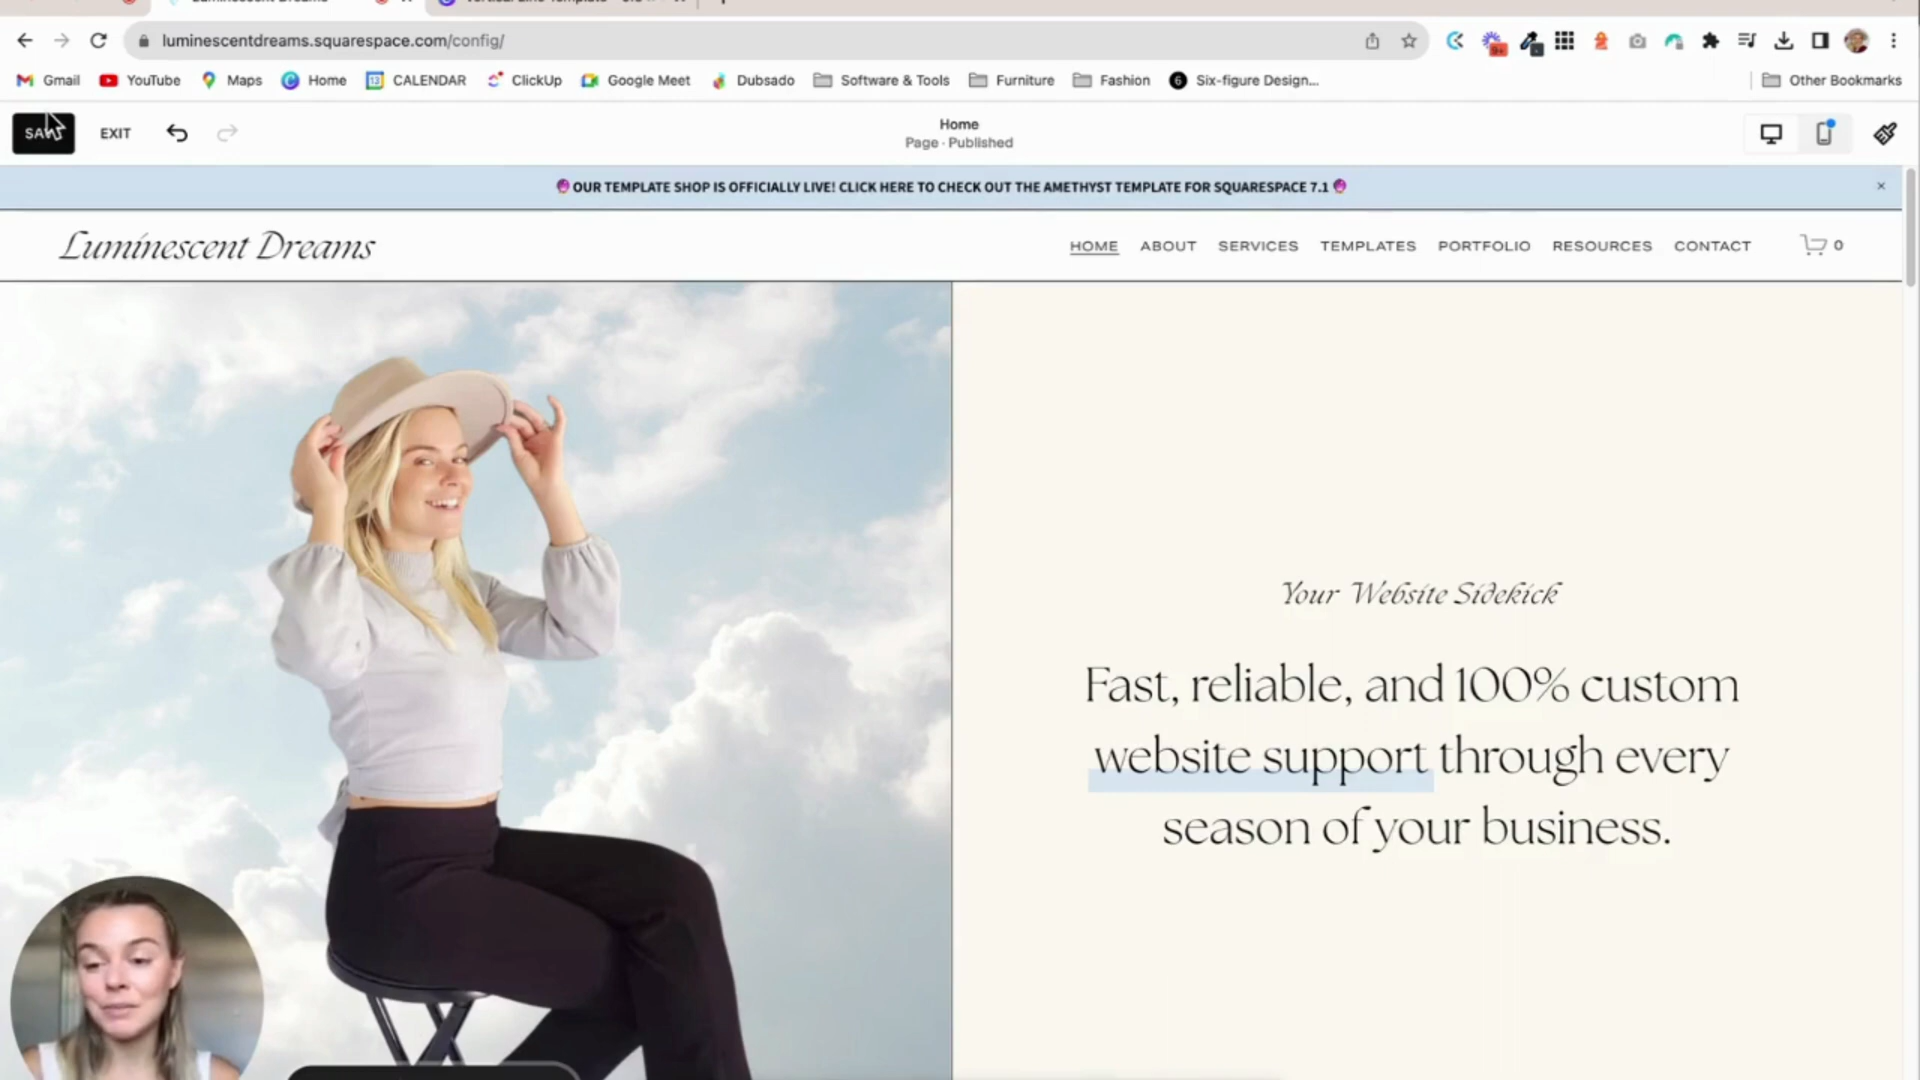 luminescentdreams.squarespace.com/config/
Gmail YouTube Maps Home CALENDAR ClickUp Google Meet Dubsado Software & Tools Furniture Fashion Six-figure Design... Other Bookmarks
EXIT
Home
Page · Published
OUR TEMPLATE SHOP IS OFFICIALLY LIVE! CLICK HERE TO CHECK OUT THE AMETHYST TEMPLATE FOR SQUARESPACE 7.1
Luminescent Dreams
HOME ABOUT SERVICES TEMPLATES PORTFOLIO RESOURCES CONTACT 0
Your Website Sidekick
Fast, reliable, and 100% custom
website support through every
season of your business.